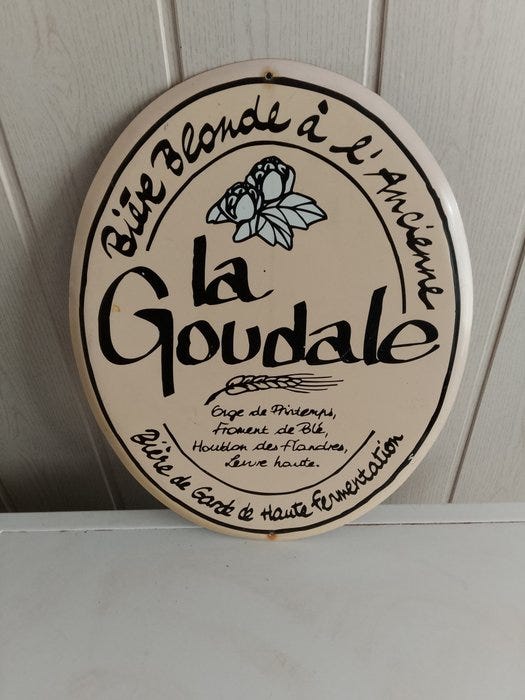 Bière Blonde à l'Ancienne
la
Goudale
Orge de Printemps,
Froment de Blé,
Houblon des Flandres,
Levure haute.
Bière de Garde de Haute Fermentation